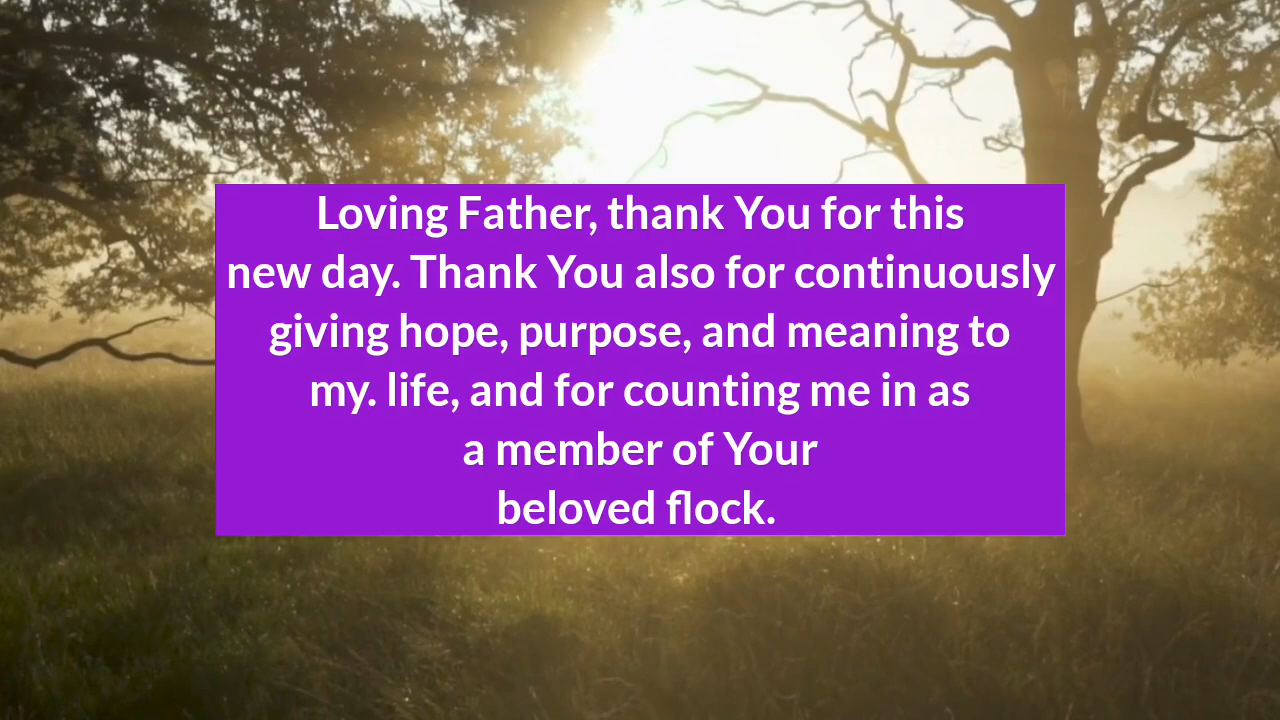 Loving Father, thank You for this
new day. Thank You also for continuously
giving hope, purpose, and meaning to
my. life, and for counting me in as
a member of Your
beloved flock.